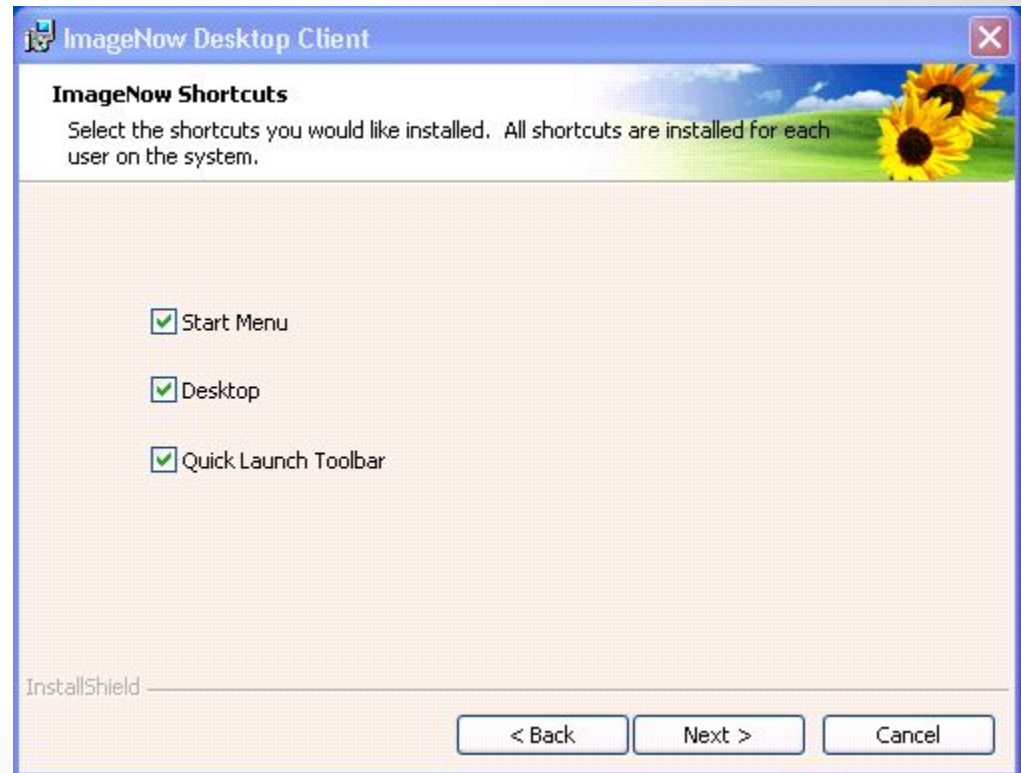 ImageNow Desktop Client
ImageNow Shortcuts
Select the shortcuts you would like installed.  All shortcuts are installed for each
user on the system.
Start Menu
Desktop
Quick Launch Toolbar
InstallShield
< Back
Next >
Cancel